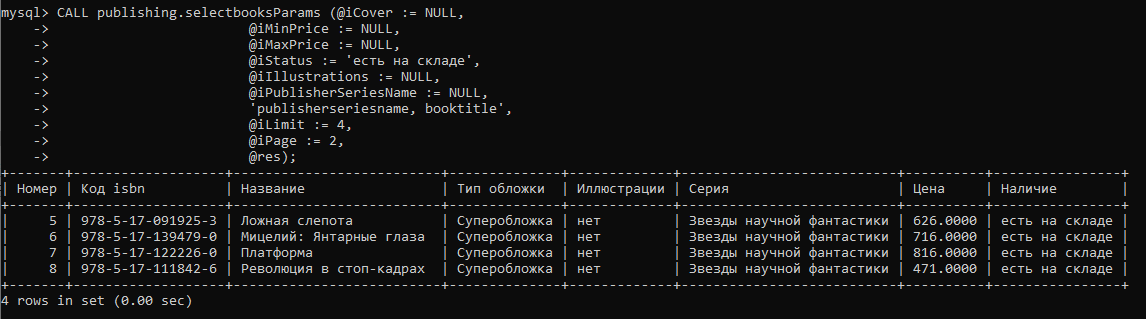 mysql> CALL publishing.selectbooksParams (@iCover := NULL,
    ->                         @iMinPrice := NULL,
    ->                         @iMaxPrice := NULL,
    ->                         @iStatus := 'есть на складе',
    ->                         @iIllustrations := NULL,
    ->                         @iPublisherSeriesName := NULL,
    ->                         'publisherseriesname, booktitle',
    ->                         @iLimit := 4,
    ->                         @iPage := 2,
    ->                         @res);
+-------+-------------------+--------------------------+--------------+-------------+---------------------------+----------+----------------+
| Номер | Код isbn          | Название                 | Тип обложки  | Иллюстрации | Серия                     | Цена     | Наличие        |
+-------+-------------------+--------------------------+--------------+-------------+---------------------------+----------+----------------+
|     5 | 978-5-17-091925-3 | Ложная слепота           | Суперобложка | нет         | Звезды научной фантастики | 626.0000 | есть на складе |
|     6 | 978-5-17-139479-0 | Мицелий: Янтарные глаза  | Суперобложка | нет         | Звезды научной фантастики | 716.0000 | есть на складе |
|     7 | 978-5-17-122226-0 | Платформа                | Суперобложка | нет         | Звезды научной фантастики | 816.0000 | есть на складе |
|     8 | 978-5-17-111842-6 | Революция в стоп-кадрах  | Суперобложка | нет         | Звезды научной фантастики | 471.0000 | есть на складе |
+-------+-------------------+--------------------------+--------------+-------------+---------------------------+----------+----------------+
4 rows in set (0.00 sec)